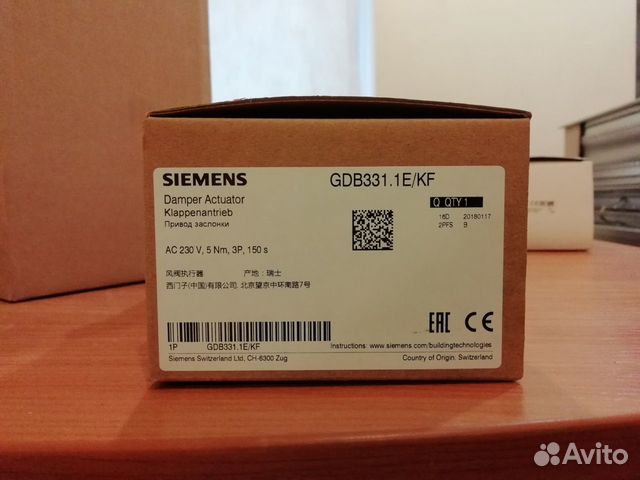 SIEMENS
GDB331.1E/KF
Damper Actuator
Klappenantrieb
Привод заслонки
Q QTY 1
16D 20180117
2PFS B
AC 230 V, 5 Nm, 3P, 150 s
风阀执行器 产地: 瑞士
西门子(中国)有限公司, 北京望京中环南路7号
EAC CE
1P GDB331.1E/KF
Instructions: www.siemens.com/buildingtechnologies
Siemens Switzerland Ltd, CH-6300 Zug
Country of Origin: Switzerland
Avito